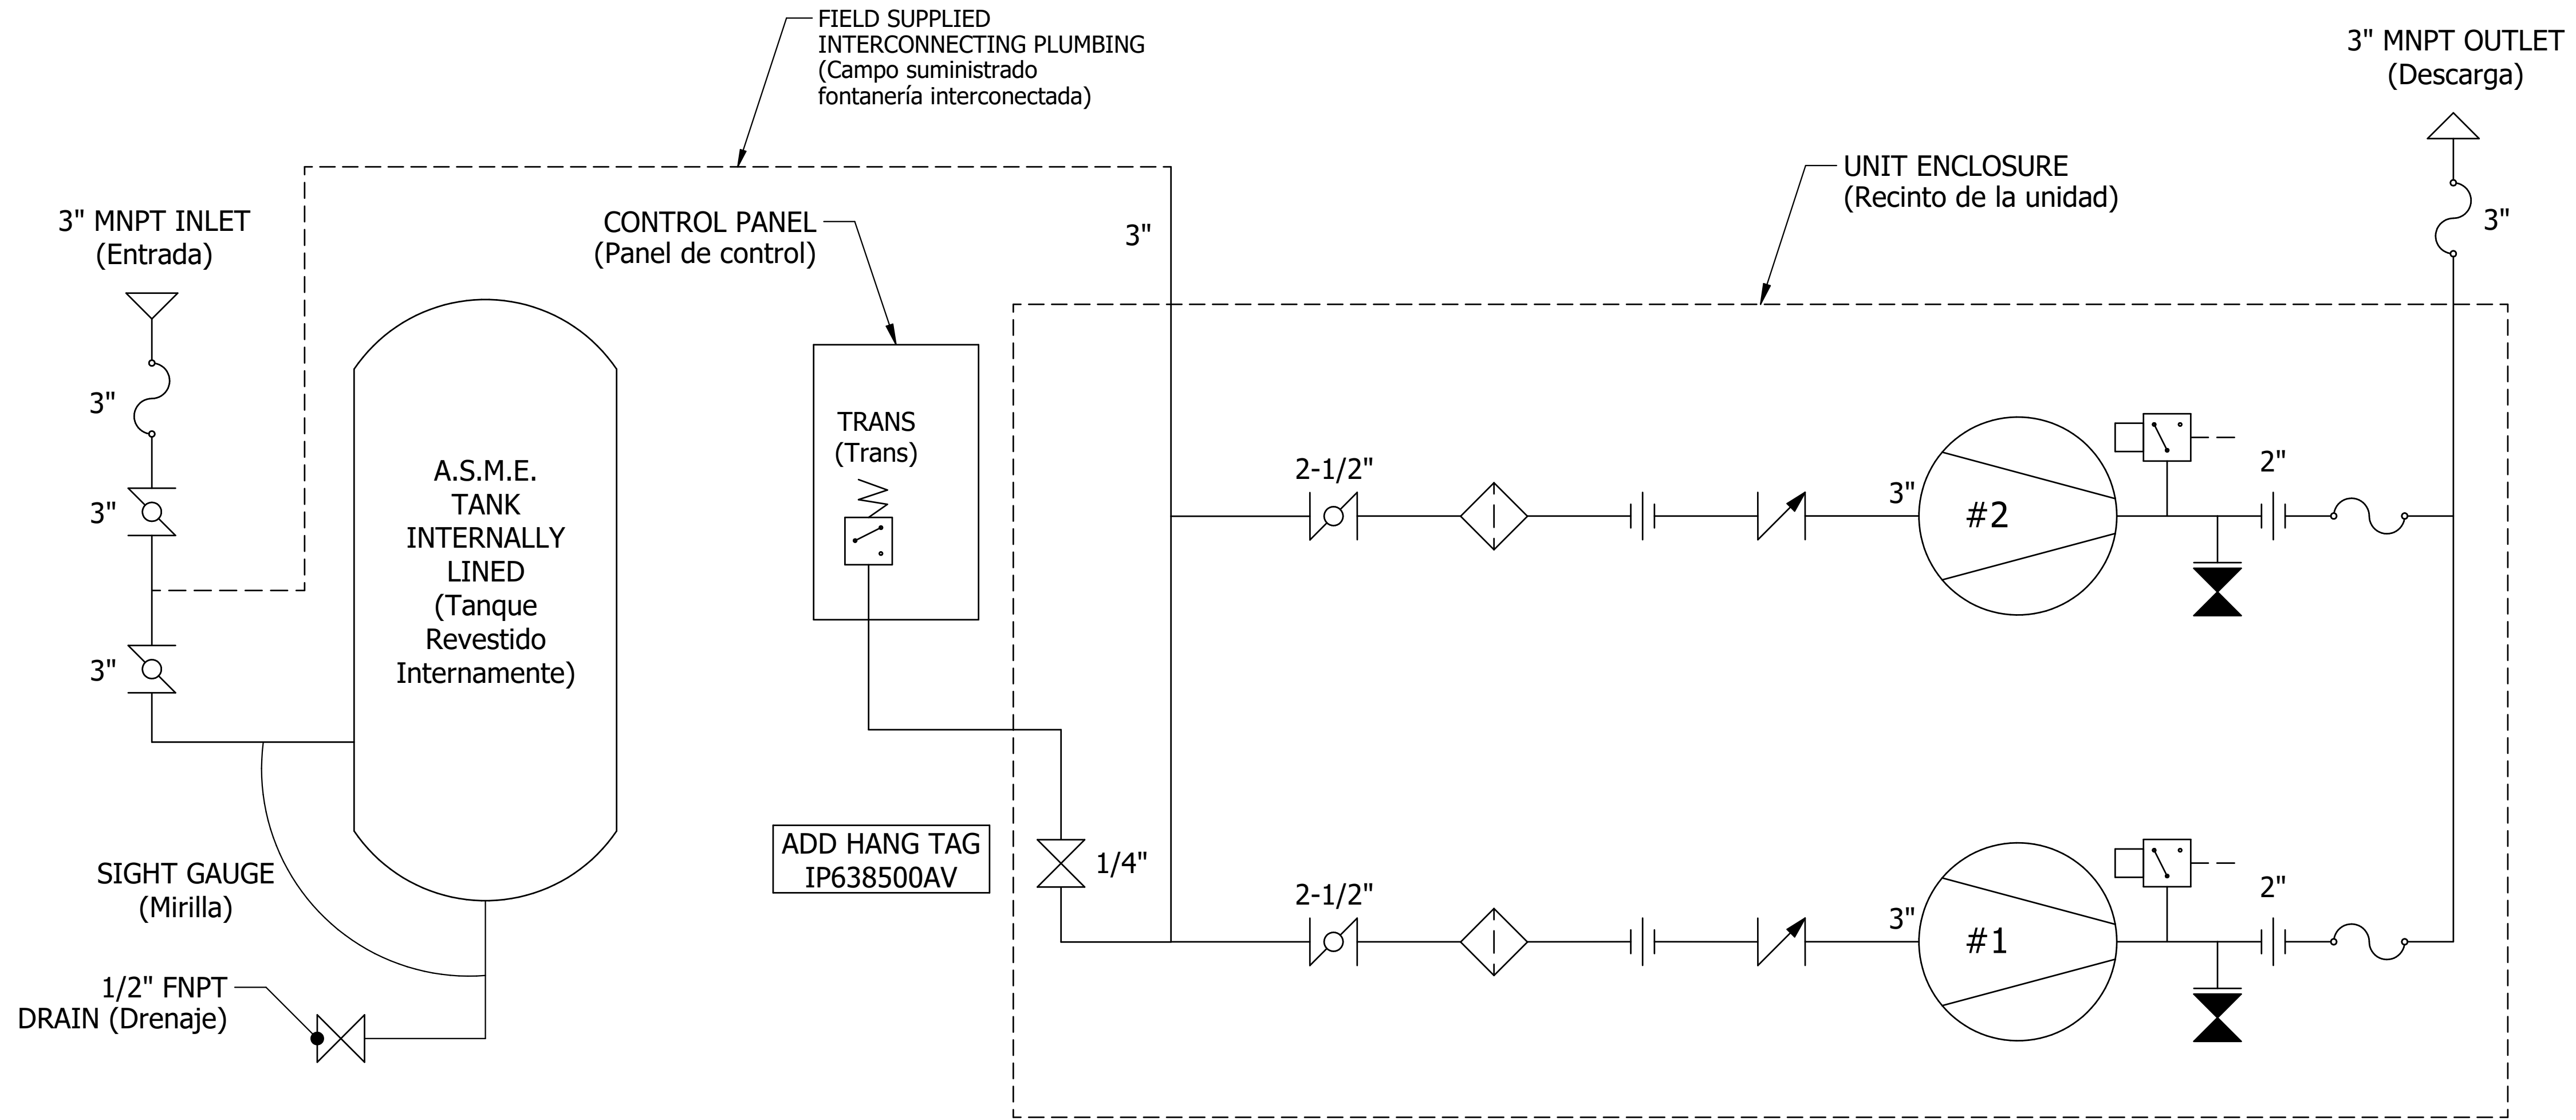 FIELD SUPPLIED
INTERCONNECTING PLUMBING
(Campo suministrado
fontanería interconectada)
3" MNPT OUTLET
(Descarga)
UNIT ENCLOSURE
(Recinto de la unidad)
3" MNPT INLET
(Entrada)
CONTROL PANEL
(Panel de control)
3"
3"
3"
3"
3"
A.S.M.E.
TANK
INTERNALLY
LINED
(Tanque
Revestido
Internamente)
TRANS
(Trans)
2-1/2"
3"
#2
2"
ADD HANG TAG
IP638500AV
1/4"
2-1/2"
3"
#1
2"
SIGHT GAUGE
(Mirilla)
1/2" FNPT
DRAIN (Drenaje)